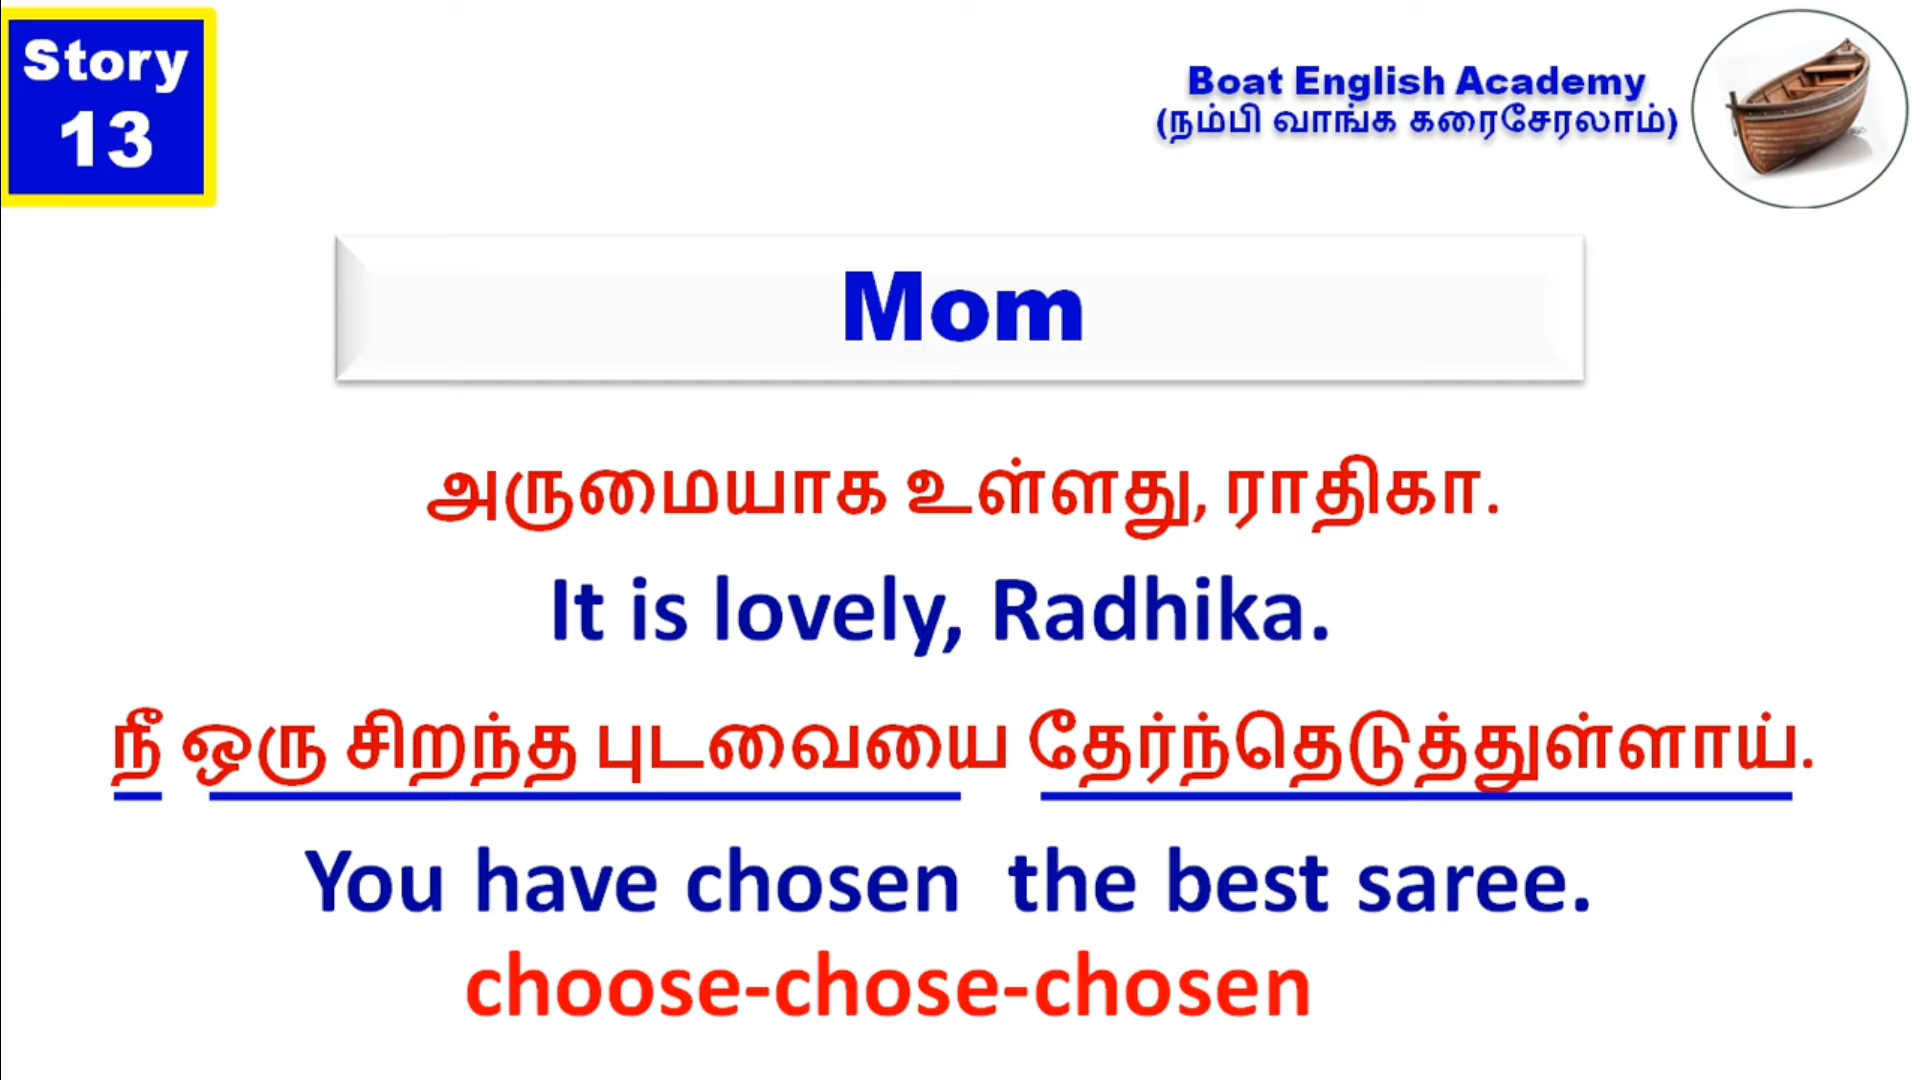 Story
13
Boat English Academy
(நம்பி வாங்க கரைசேரலாம்)
Mom
அருமையாக உள்ளது, ராதிகா.
It is lovely, Radhika.
நீ ஒரு சிறந்த புடவையை தேர்ந்தெடுத்துள்ளாய்.
You have chosen the best saree.
choose-chose-chosen